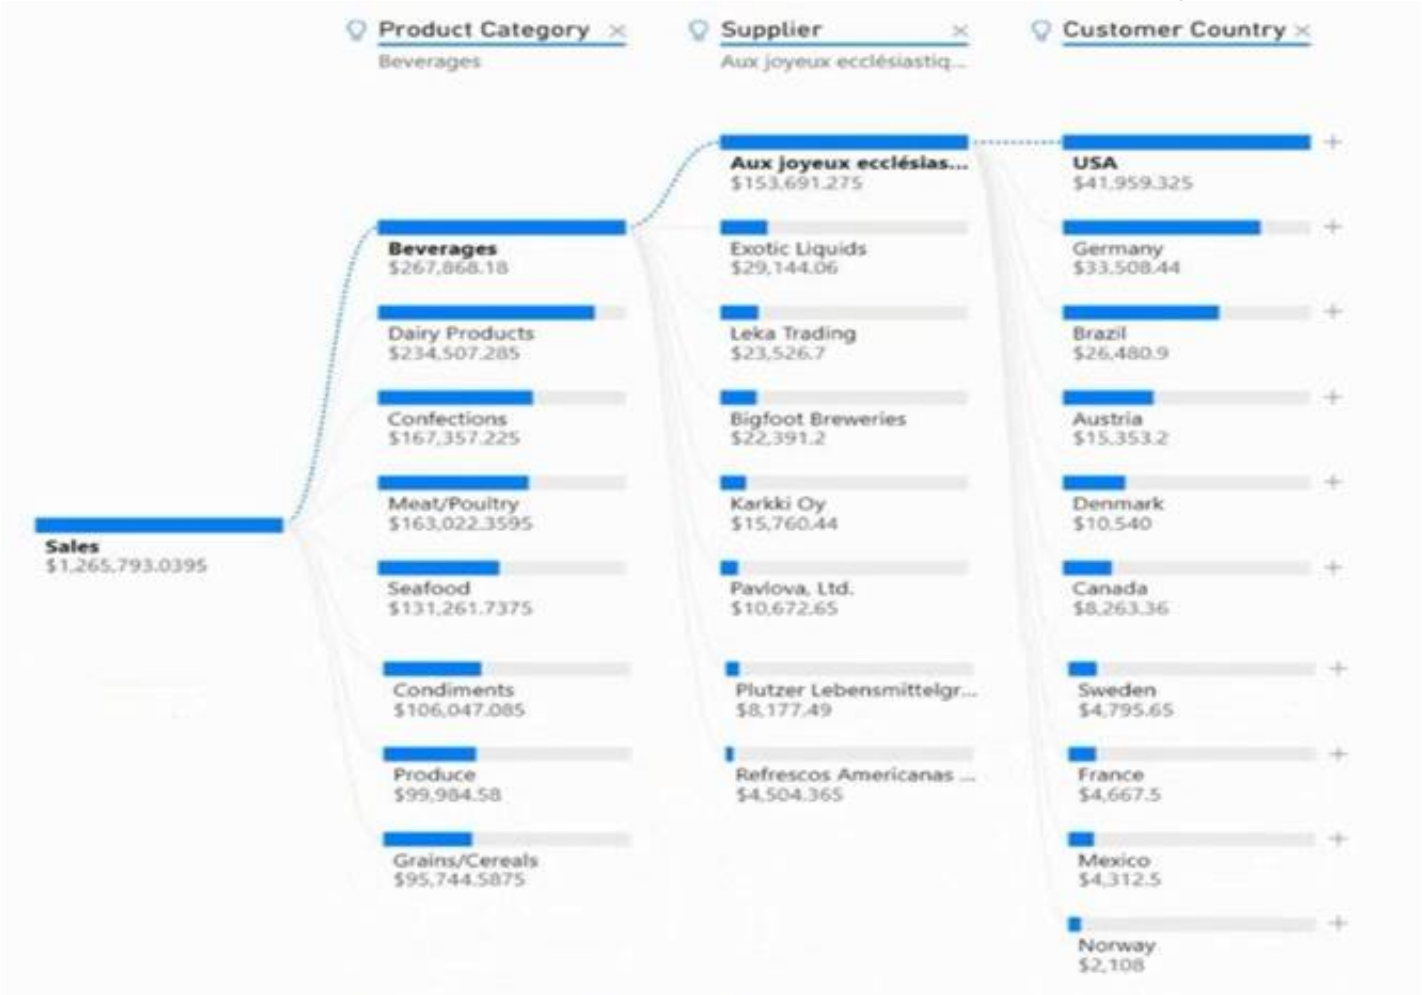 Product Category
Beverages
Supplier
Aux joyeux ecclésiastiq...
Customer Country
Sales
$1,265,793.0395
Beverages
$267,868.18
Dairy Products
$234,507.285
Confections
$167,357.225
Meat/Poultry
$163,022.3595
Seafood
$131,261.7375
Condiments
$106,047.085
Produce
$99,984.58
Grains/Cereals
$95,744.5875
Aux joyeux ecclésias...
$153,691.275
Exotic Liquids
$29,144.06
Leka Trading
$23,526.7
Bigfoot Breweries
$22,391.2
Karkki Oy
$15,760.44
Pavlova, Ltd.
$10,672.65
Plutzer Lebensmittelgr...
$8,177.49
Refrescos Americanas ...
$4,504.365
USA
$41,959.325
Germany
$33,508.44
Brazil
$26,480.9
Austria
$15,353.2
Denmark
$10,540
Canada
$8,263.36
Sweden
$4,795.65
France
$4,667.5
Mexico
$4,312.5
Norway
$2,108